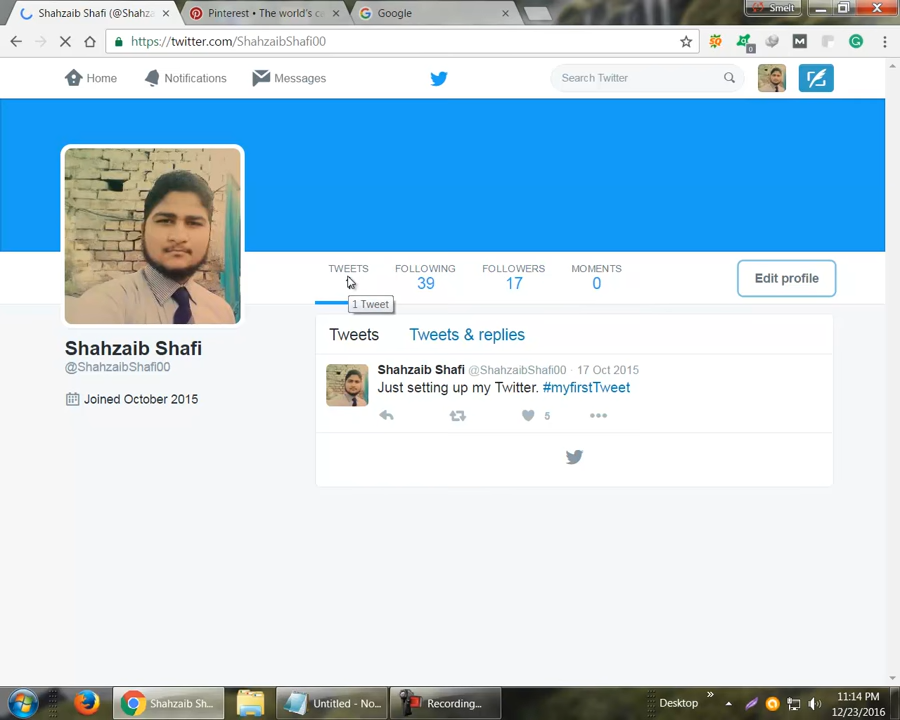 Shahzaib Shafi (@Shahza
Pinterest • The world's ca
Google
Smelt
https://twitter.com/ShahzaibShafi00
0
M
Home
Notifications
Messages
Search Twitter
TWEETS
FOLLOWING
FOLLOWERS
MOMENTS
39
17
0
Edit profile
1 Tweet
Tweets
Tweets & replies
Shahzaib Shafi
@ShahzaibShafi00
Joined October 2015
Shahzaib Shafi @ShahzaibShafi00 · 17 Oct 2015
Just setting up my Twitter. #myfirstTweet
5
Shahzaib Sh...
Untitled - No...
Recording...
Desktop
11:14 PM
12/23/2016